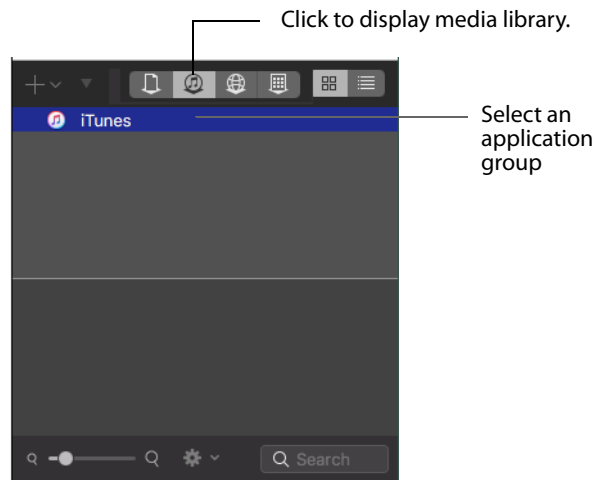 Click to display media library.
iTunes
Select an
application
group
Search